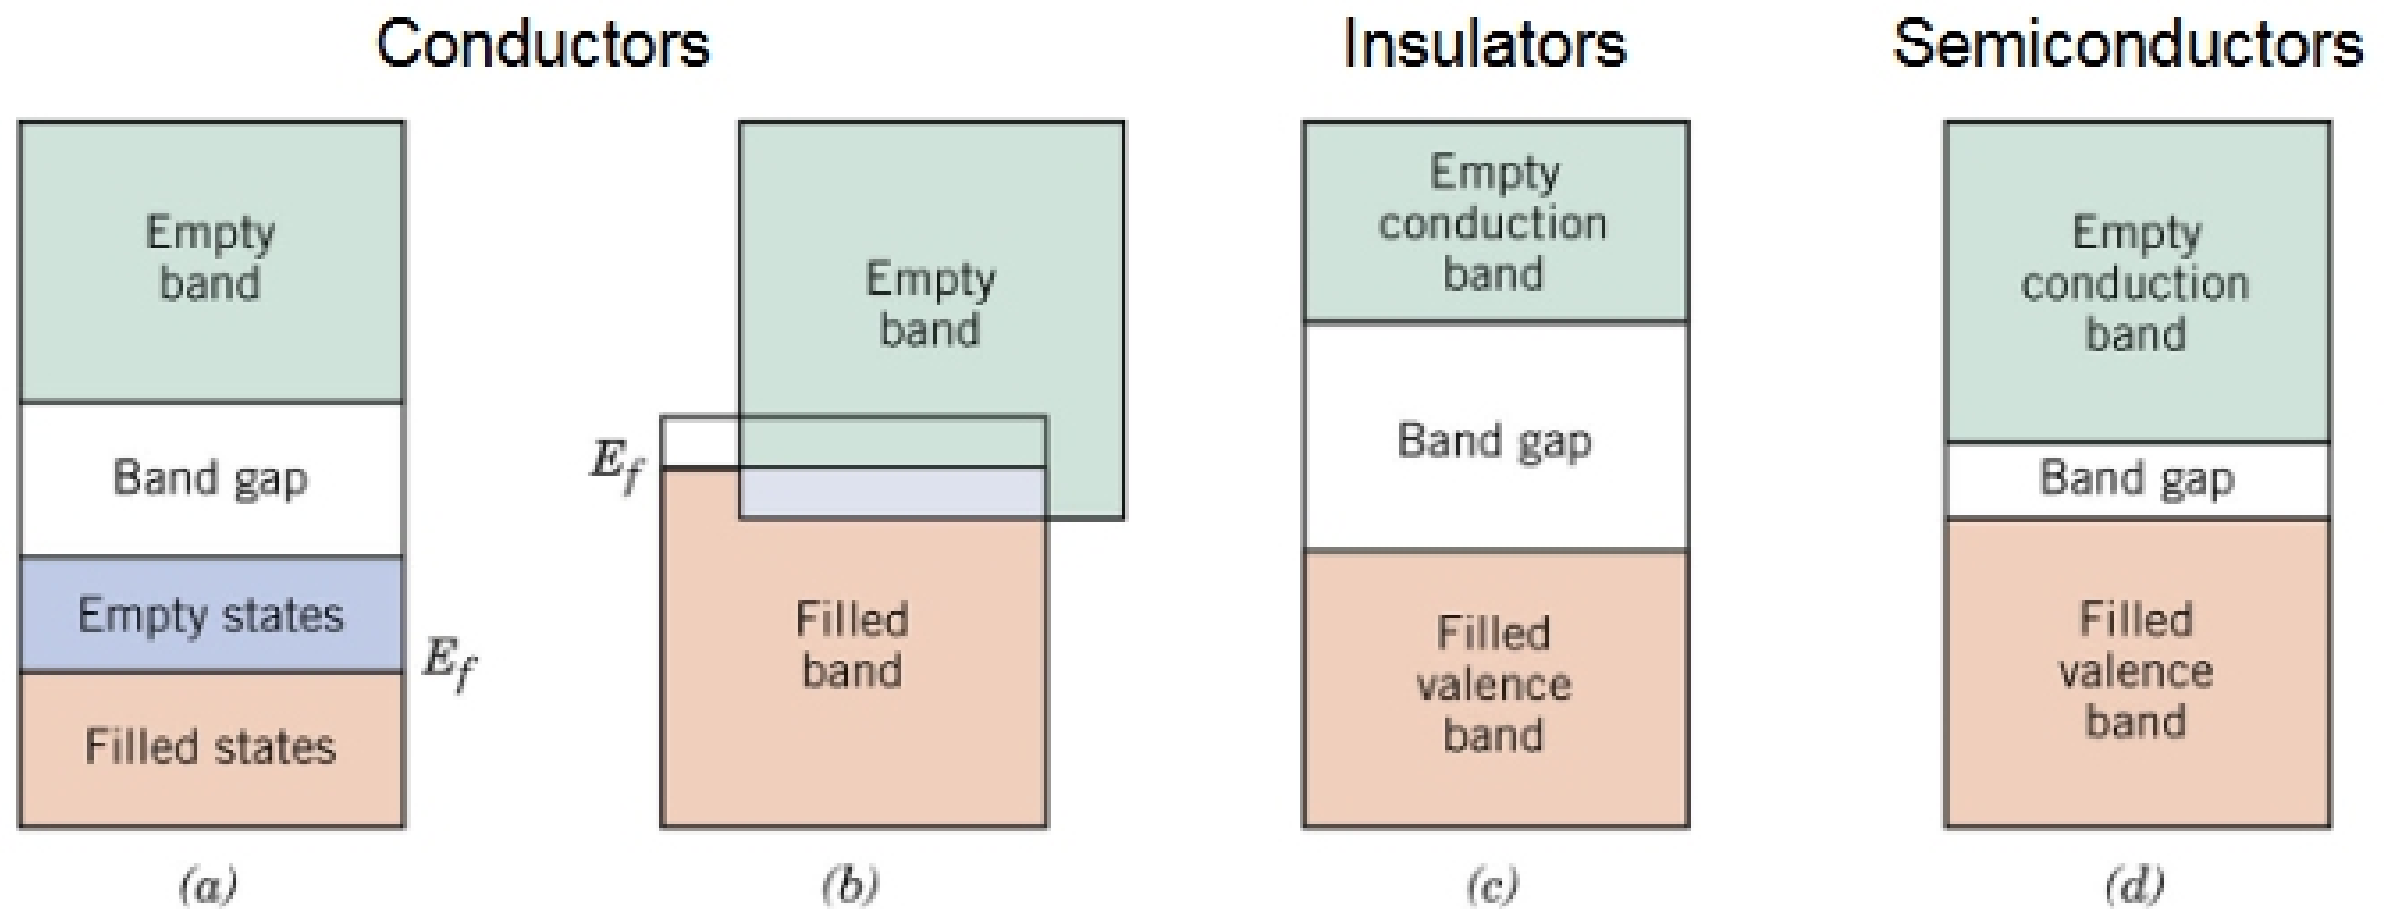 Conductors
Insulators
Semiconductors
Empty
band
Band gap
Empty states
Filled states
E_f
(a)
Empty
band
E_f
Filled
band
(b)
Empty
conduction
band
Band gap
Filled
valence
band
(c)
Empty
conduction
band
Band gap
Filled
valence
band
(d)